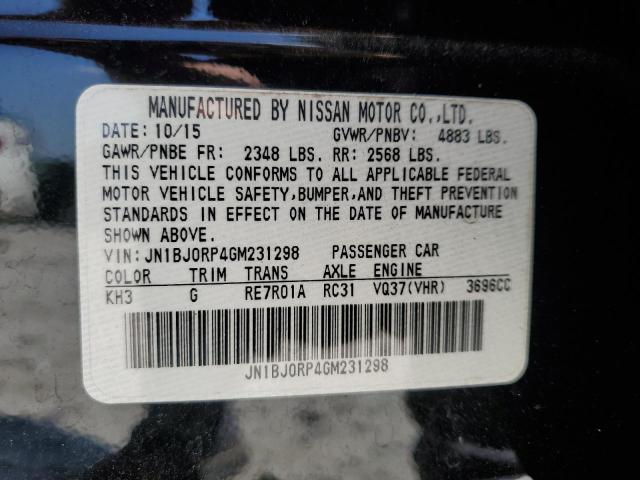 MANUFACTURED BY NISSAN MOTOR CO.,LTD.
DATE: 10/15 GVWR/PNBV: 4883 LBS.
GAWR/PNBE FR: 2348 LBS. RR: 2568 LBS.
THIS VEHICLE CONFORMS TO ALL APPLICABLE FEDERAL
MOTOR VEHICLE SAFETY,BUMPER,AND THEFT PREVENTION
STANDARDS IN EFFECT ON THE DATE OF MANUFACTURE
SHOWN ABOVE.
VIN: JN1BJ0RP4GM231298 PASSENGER CAR
COLOR TRIM TRANS AXLE ENGINE
KH3 G RE7R01A RC31 VQ37(VHR) 3696CC
JN1BJ0RP4GM231298